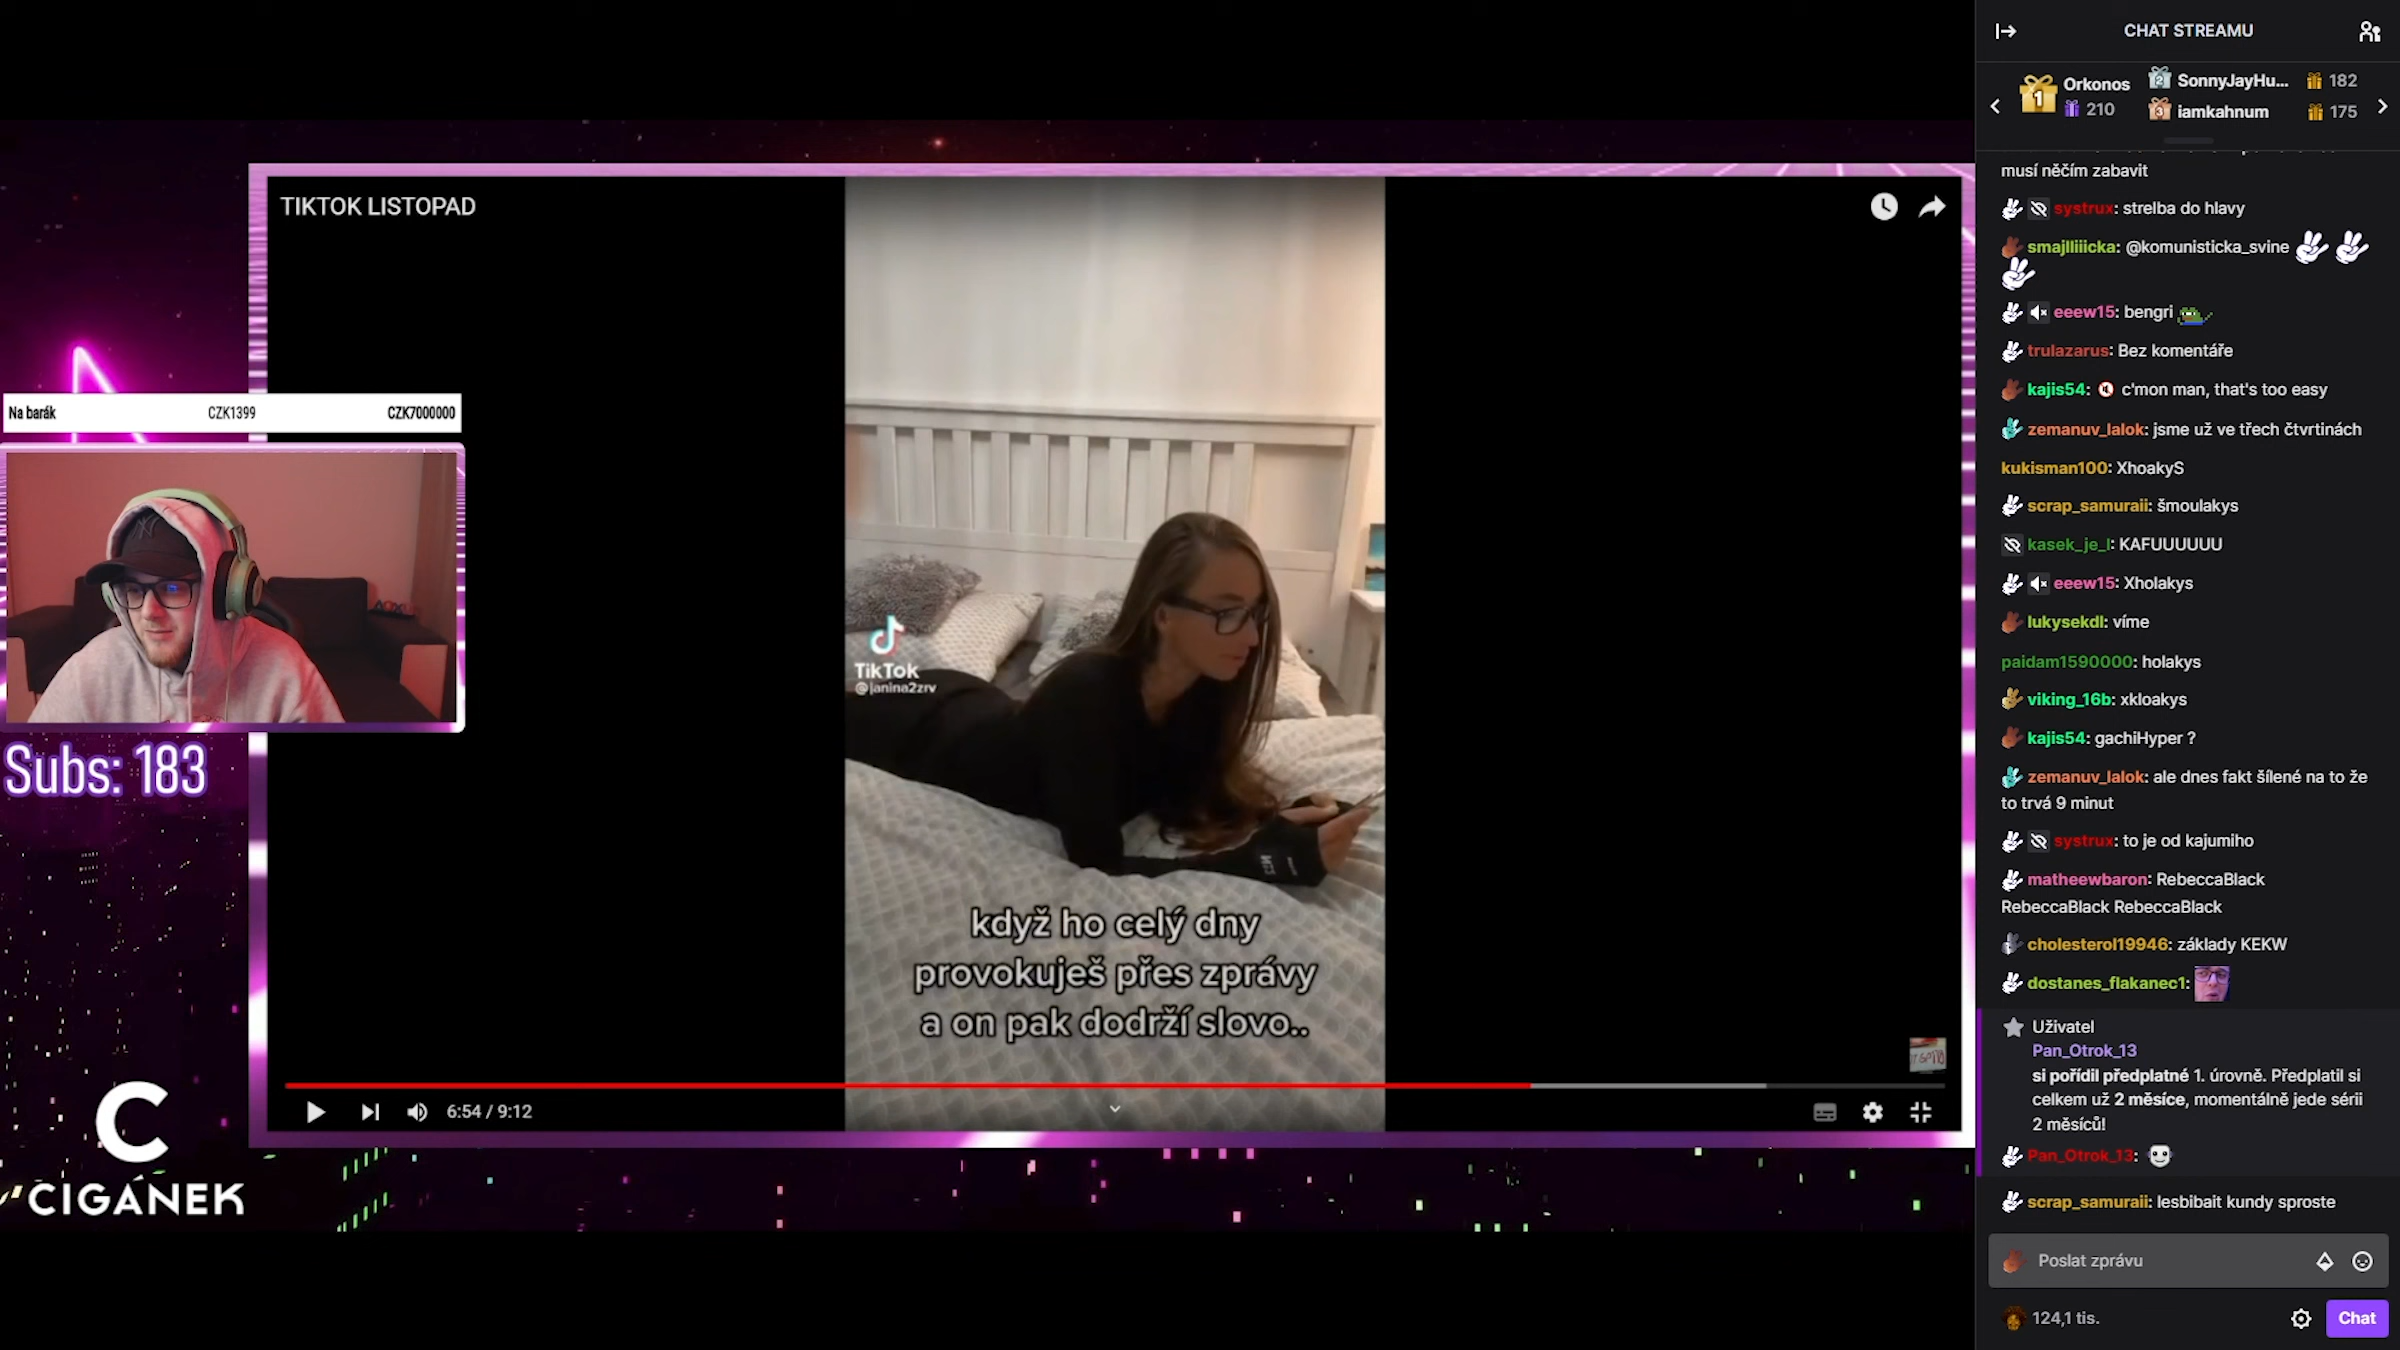 TIKTOK LISTOPAD
Na barák CZK1399 CZK7000000
Subs: 183
CIGANEK
TikTok
@janina2zrv
když ho celý dny
provokuješ přes zprávy
a on pak dodrží slovo..
6:54 / 9:12
CHAT STREAMU
1 Orkonos 210
2 SonnyJayHu... 182
3 iamkahnum 175
musí něčím zabavit
systrux: strelba do hlavy
smajlliiicka: @komunisticka_svine
eeew15: bengri
trulazarus: Bez komentáře
kajis54: c'mon man, that's too easy
zemanuv_lalok: jsme už ve třech čtvrtinách
kukisman100: XhoakyS
scrap_samuraii: šmoulakys
kasek_je_l: KAFUUUUUU
eeew15: Xholakys
lukysekdl: víme
paidam1590000: holakys
viking_16b: xkloakys
kajis54: gachiHyper ?
zemanuv_lalok: ale dnes fakt šílené na to že
to trvá 9 minut
systrux: to je od kajumiho
matheewbaron: RebeccaBlack
RebeccaBlack RebeccaBlack
cholesterol19946: základy KEKW
dostanes_flakanec1:
Uživatel
Pan_Otrok_13
si pořídil předplatné 1. úrovně. Předplatil si
celkem už 2 měsíce, momentálně jede sérii
2 měsíců!
Pan_Otrok_13:
scrap_samuraii: lesbibait kundy sproste
Poslat zprávu
124,1 tis.
Chat